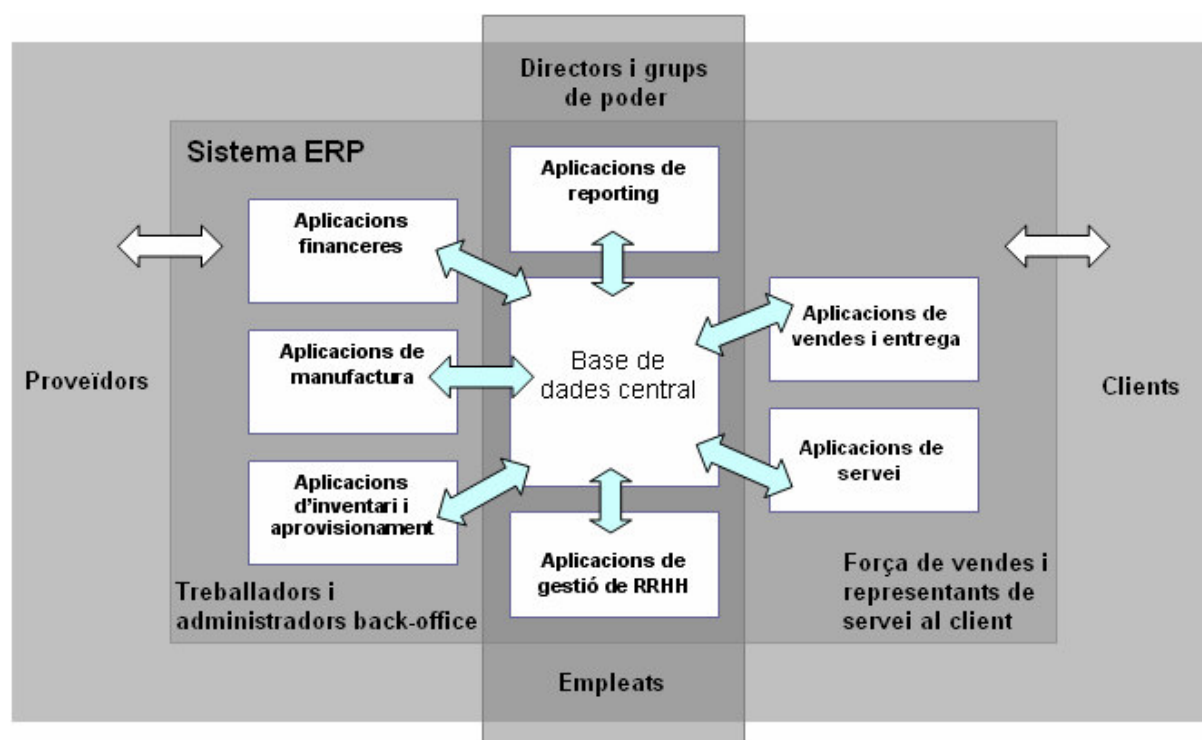 Directors i grups
de poder
Sistema ERP
Aplicacions de
reporting
Aplicacions
financeres
Aplicacions de
vendes i entrega
Aplicacions de
manufactura
Base de
dades central
Proveïdors
Clients
Aplicacions de
servei
Aplicacions
d'inventari i
aprovisionament
Aplicacions de
gestió de RRHH
Treballadors i
administradors back-office
Força de vendes i
representants de
servei al client
Empleats